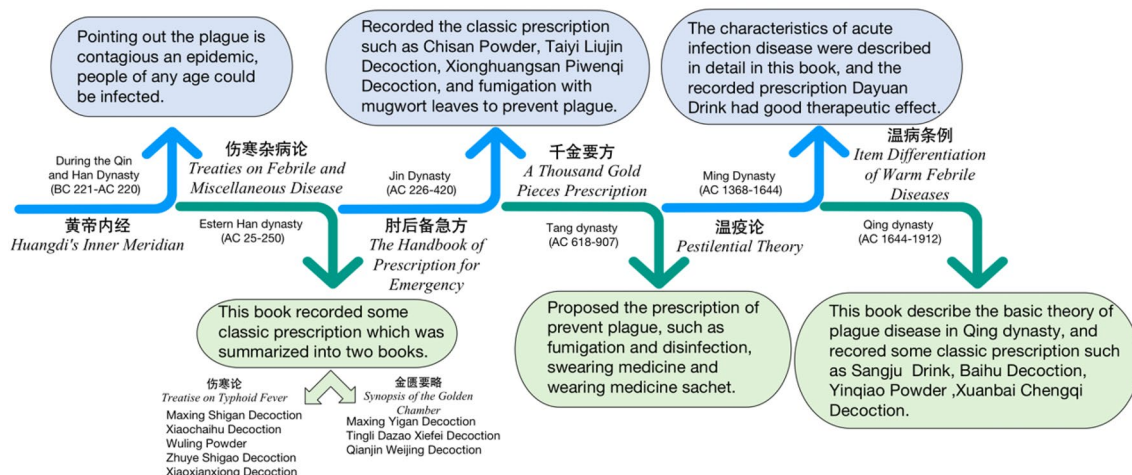 Pointing out the plague is
contagious an epidemic,
people of any age could
be infected.
During the Qin
and Han Dynasty
(BC 221-AC 220)
黄帝内经
Huangdi's Inner Meridian
伤寒杂病论
Treaties on Febrile and
Miscellaneous Disease
Estern Han dynasty
(AC 25-250)
This book recorded some
classic prescription which was
summarized into two books.
伤寒论
Treatise on Typhoid Fever
Maxing Shigan Decoction
Xiaochaihu Decoction
Wuling Powder
Zhuye Shigao Decoction
Xiaoxianxiong Decoction
金匮要略
Synopsis of the Golden
Chamber
Maxing Yigan Decoction
Tingli Dazao Xiefei Decoction
Qianjin Weijing Decoction
Recorded the classic prescription
such as Chisan Powder, Taiyi Liujin
Decoction, Xionghuangsan Piwenqi
Decoction, and fumigation with
mugwort leaves to prevent plague.
Jin Dynasty
(AC 226-420)
肘后备急方
The Handbook of
Prescription for
Emergency
千金要方
A Thousand Gold
Pieces Prescription
Tang dynasty
(AC 618-907)
Proposed the prescription of
prevent plague, such as
fumigation and disinfection,
swearing medicine and
wearing medicine sachet.
The characteristics of acute
infection disease were described
in detail in this book, and the
recorded prescription Dayuan
Drink had good therapeutic effect.
Ming Dynasty
(AC 1368-1644)
温疫论
Pestilential Theory
温病条例
Item Differentiation
of Warm Febrile
Diseases
Qing dynasty
(AC 1644-1912)
This book describe the basic theory of
plague disease in Qing dynasty, and
recored some classic prescription such
as Sangju  Drink, Baihu Decoction,
Yinqiao Powder ,Xuanbai Chengqi
Decoction.